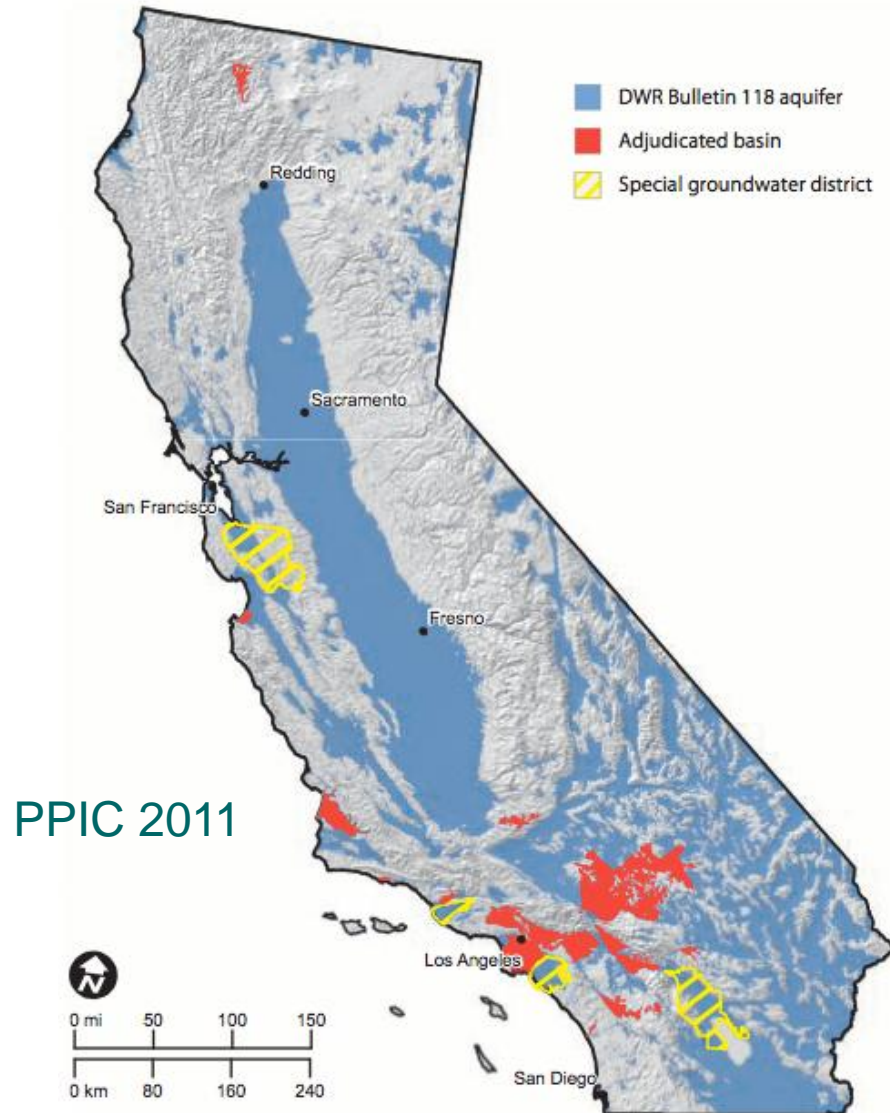 DWR Bulletin 118 aquifer
Adjudicated basin
Special groundwater district
Redding
Sacramento
San Francisco
Fresno
PPIC 2011
Los Angeles
N
0 mi 50 100 150
0 km 80 160 240
San Diego